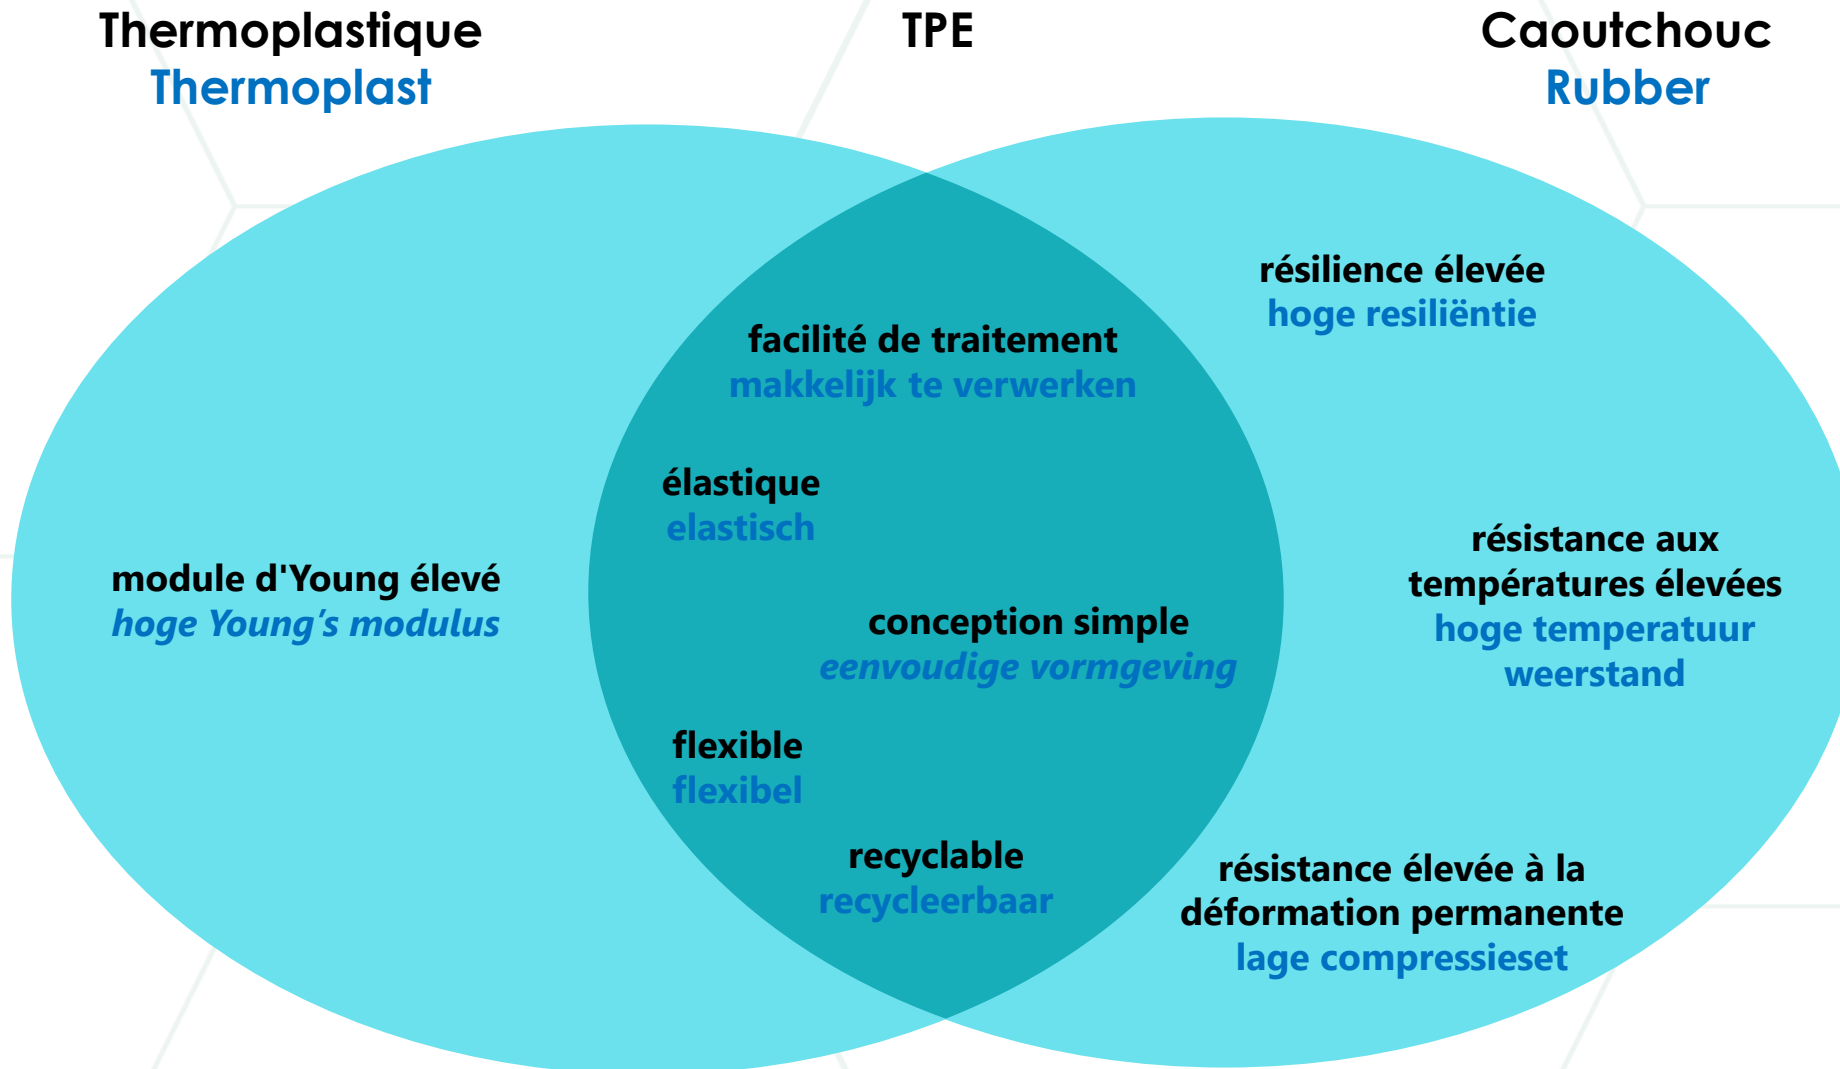 Thermoplastique
Thermoplast
TPE
Caoutchouc
Rubber
résilience élevée
hoge resiliëntie
facilité de traitement
makkelijk te verwerken
élastique
elastisch
module d'Young élevé
hoge Young’s modulus
conception simple
eenvoudige vormgeving
résistance aux
températures élevées
hoge temperatuur
weerstand
flexible
flexibel
recyclable
recycleerbaar
résistance élevée à la
déformation permanente
lage compressieset